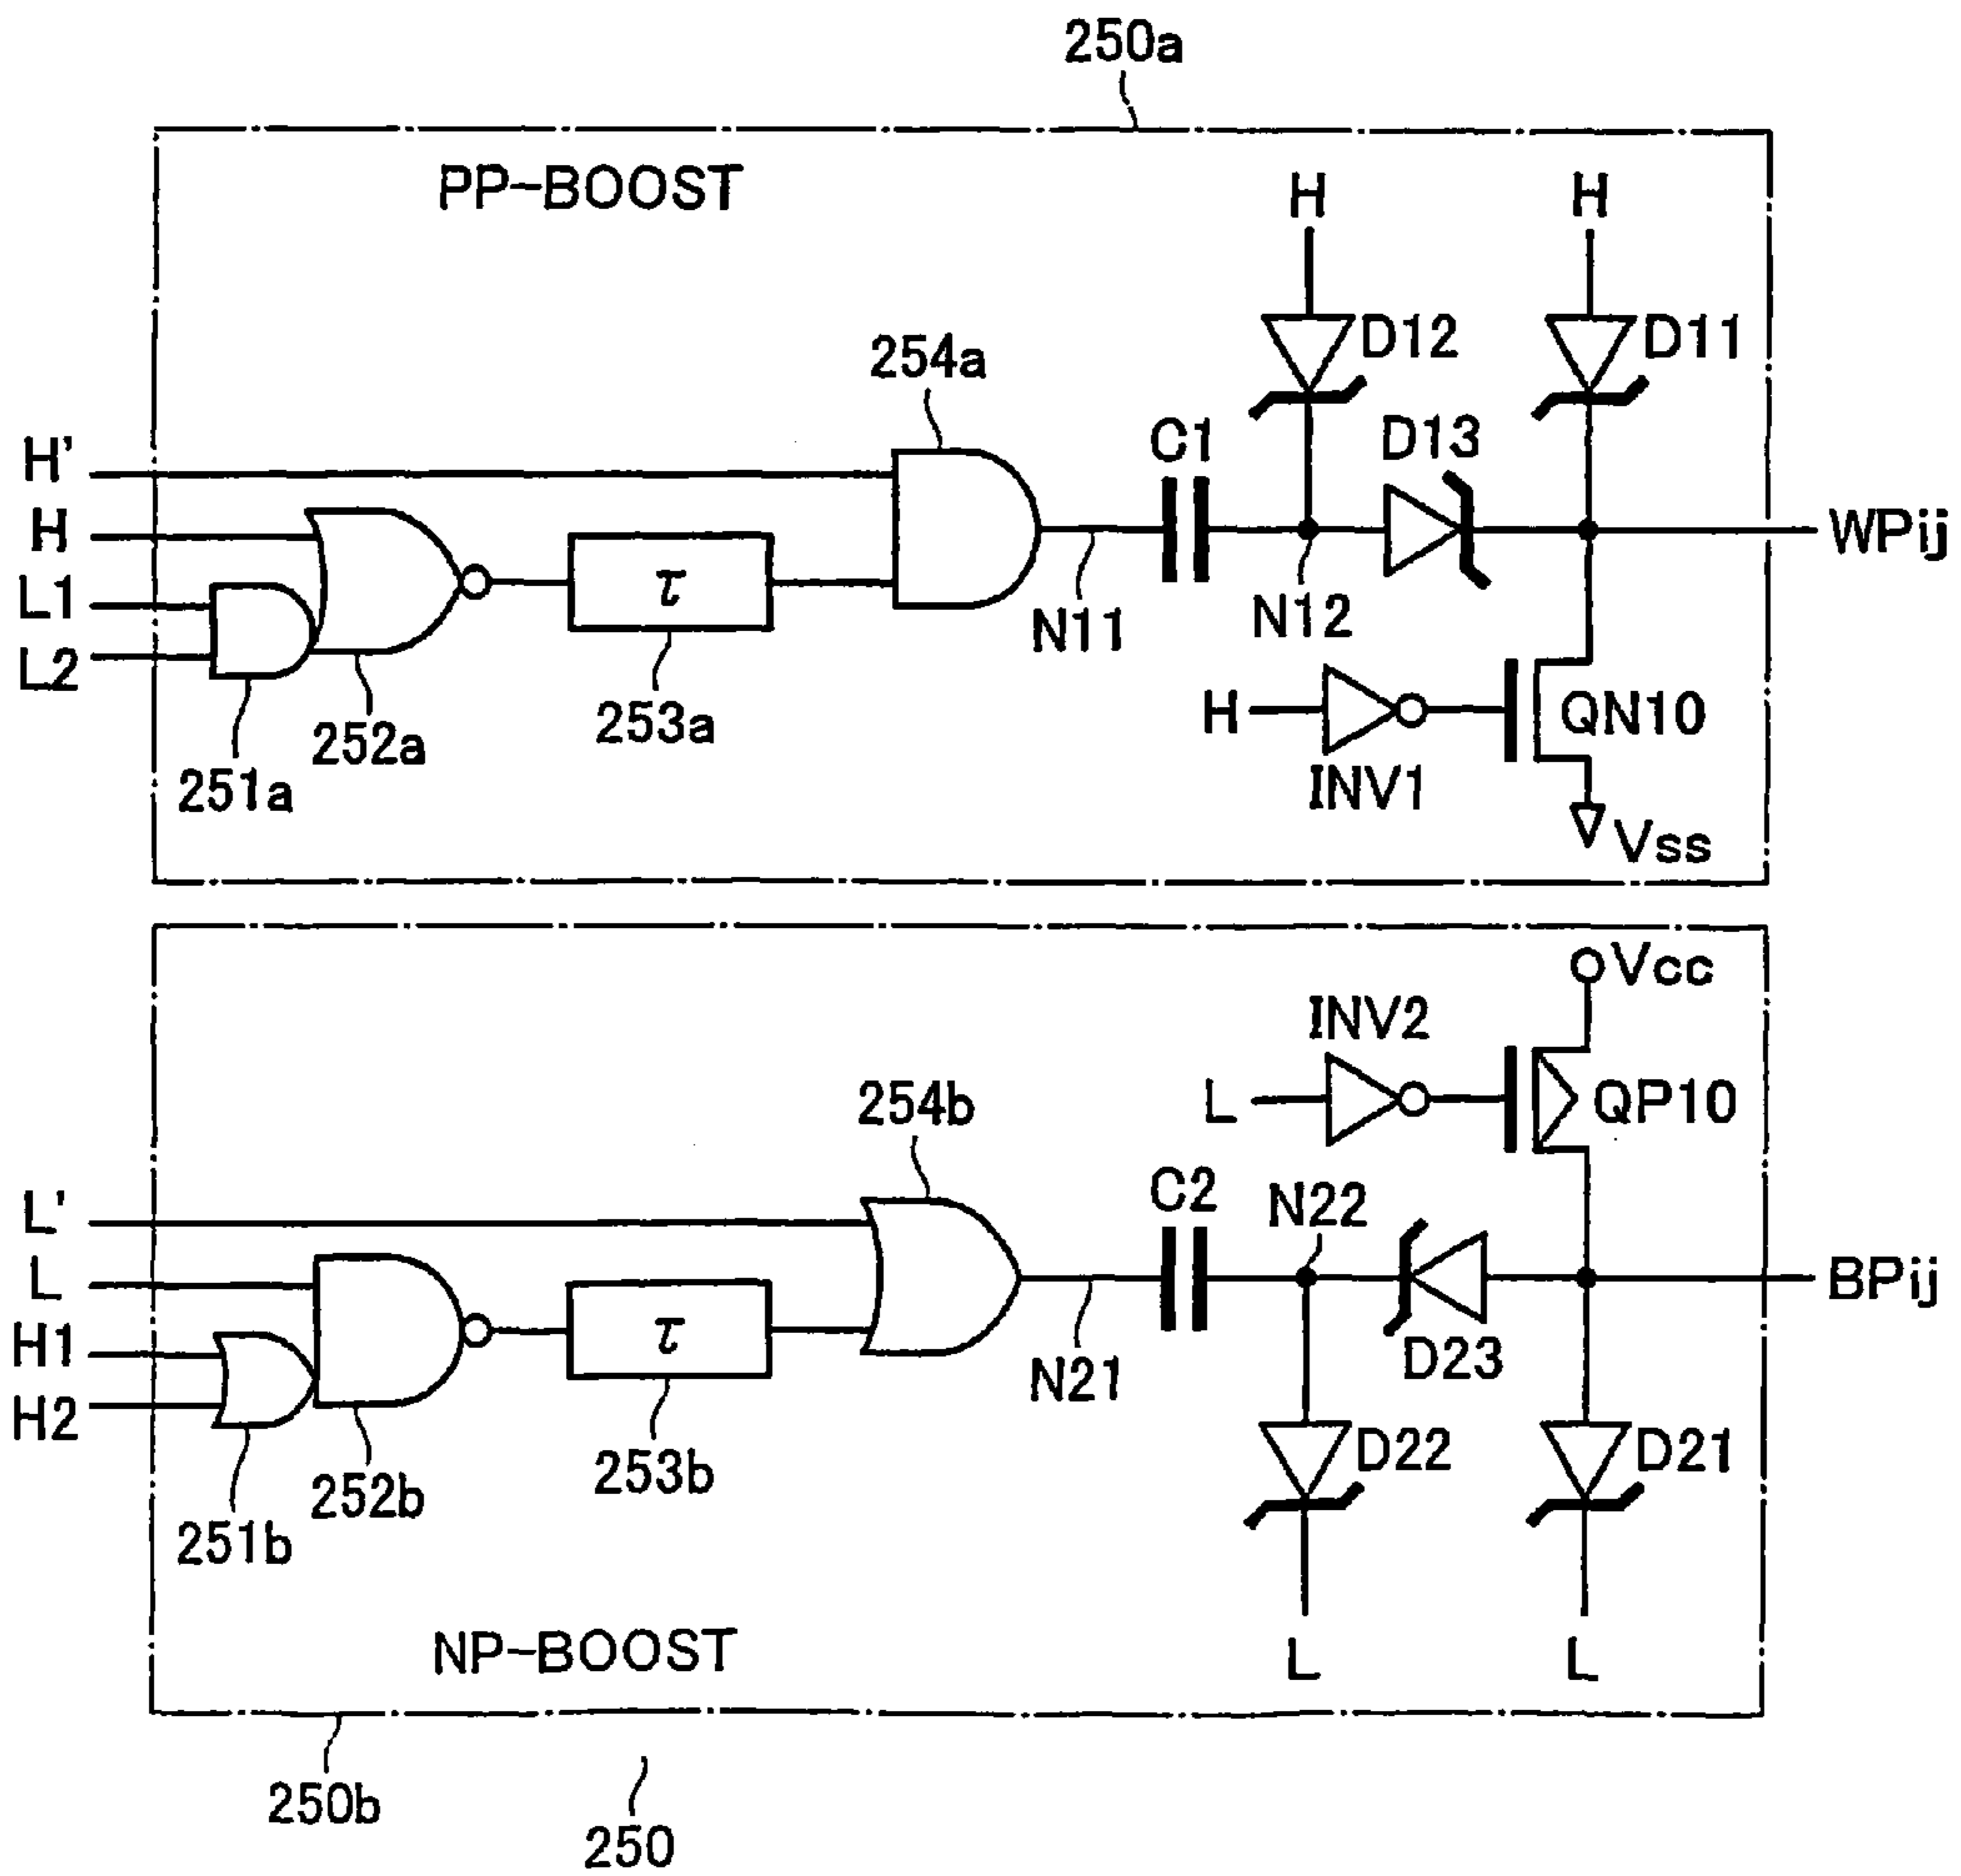 250a
PP-BOOST
H
H
D12
D11
254a
C1
D13
H'
H
L1
L2
τ
N11
N12
WPij
H
INV1
QN10
Vss
251a
252a
253a
Vcc
INV2
L
QP10
254b
C2
N22
L'
L
H1
H2
τ
N21
D23
BPij
D22
D21
251b
252b
253b
L
L
NP-BOOST
250b
250